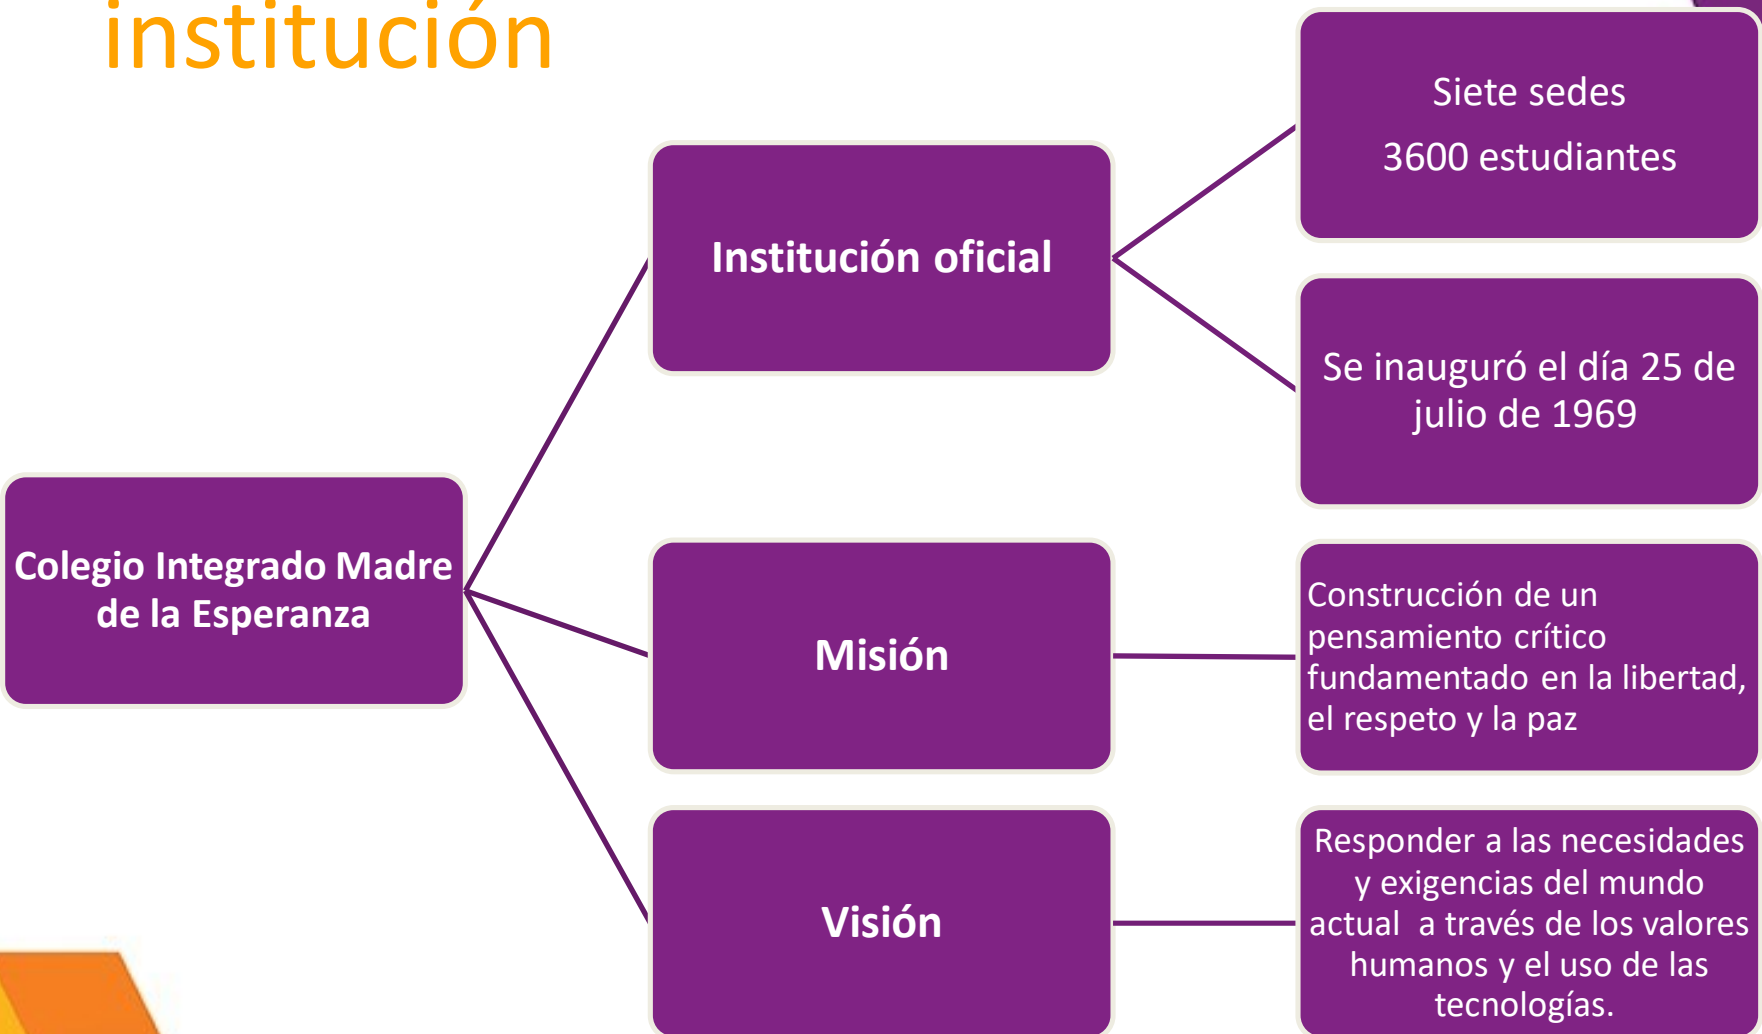 institución
Colegio Integrado Madre
de la Esperanza
Institución oficial
Siete sedes
3600 estudiantes
Se inauguró el día 25 de
julio de 1969
Misión
Construcción de un
pensamiento crítico
fundamentado en la libertad,
el respeto y la paz
Visión
Responder a las necesidades
y exigencias del mundo
actual a través de los valores
humanos y el uso de las
tecnologías.